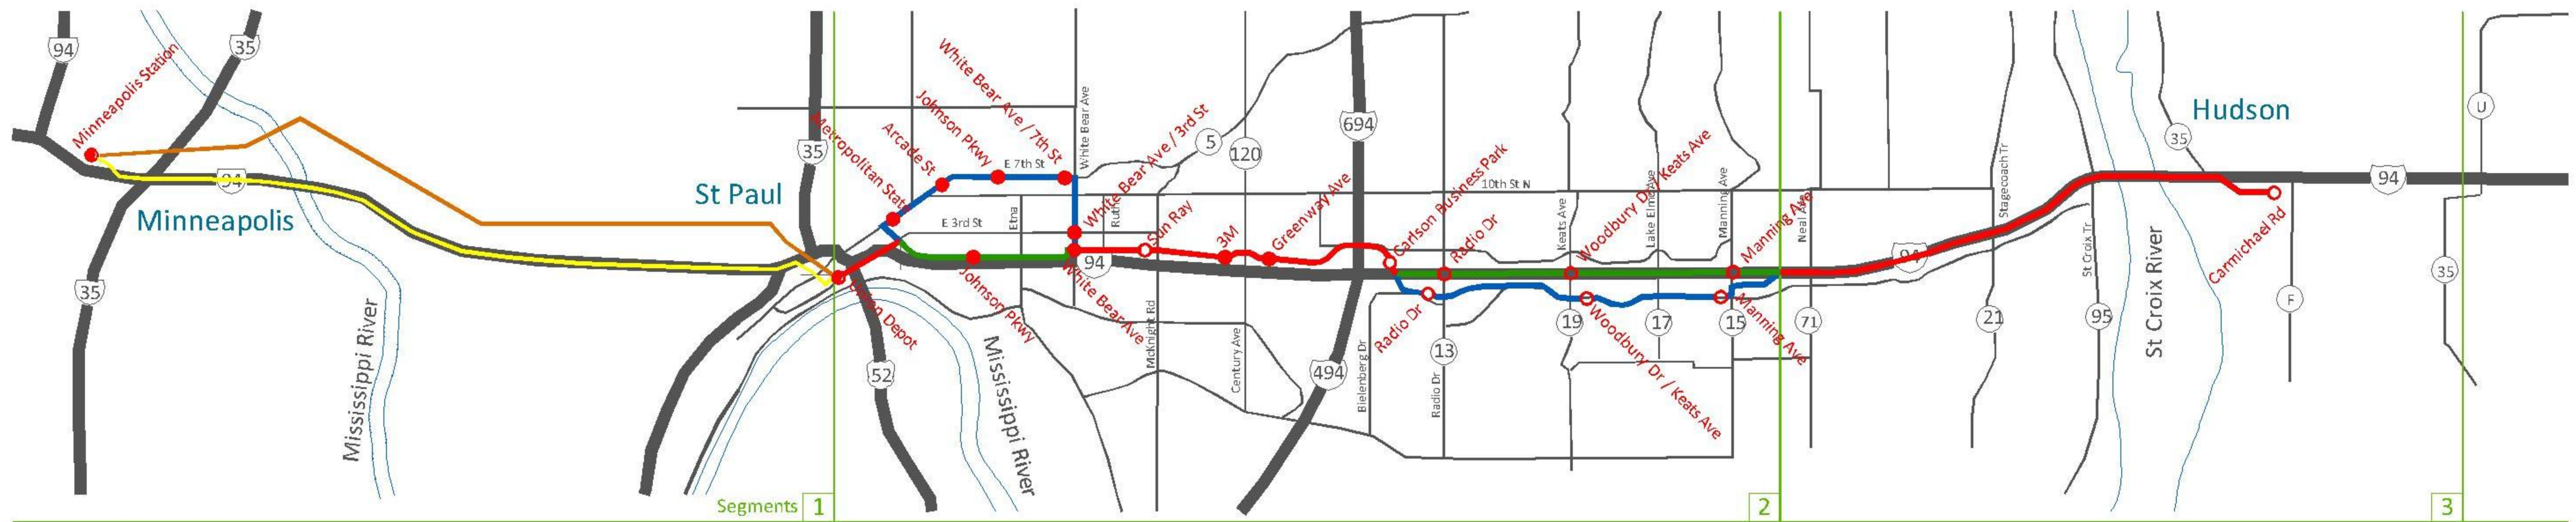 94
35
Minneapolis Station
94
Minneapolis
35
Mississippi River
St Paul
35
Segments 1
52
Mississippi River
Metropolitan State
Arcade St
Johnson Pkwy
White Bear Ave / 7th St
E 7th St
White Bear Ave
White Bear Ave / 3rd St
E 3rd St
Etna
Ruth
Union Depot
Johnson Pkwy
White Bear Ave
94
Sun Ray
3M
Greenway Ave
McKnight Rd
Century Ave
5
120
694
494
Carlson Business Park
Radio Dr
10th St N
Bielenberg Dr
Radio Dr
13
Radio Dr
Keats Ave
Woodbury Dr / Keats Ave
Lake Elmo Ave
Manning Ave
Manning Ave
Neal Ave
19
17
15
71
Woodbury Dr / Keats Ave
Manning Ave
2
Stagecoach Tr
21
94
St Croix Tr
95
St Croix River
35
Hudson
Carmichael Rd
94
F
U
35
3